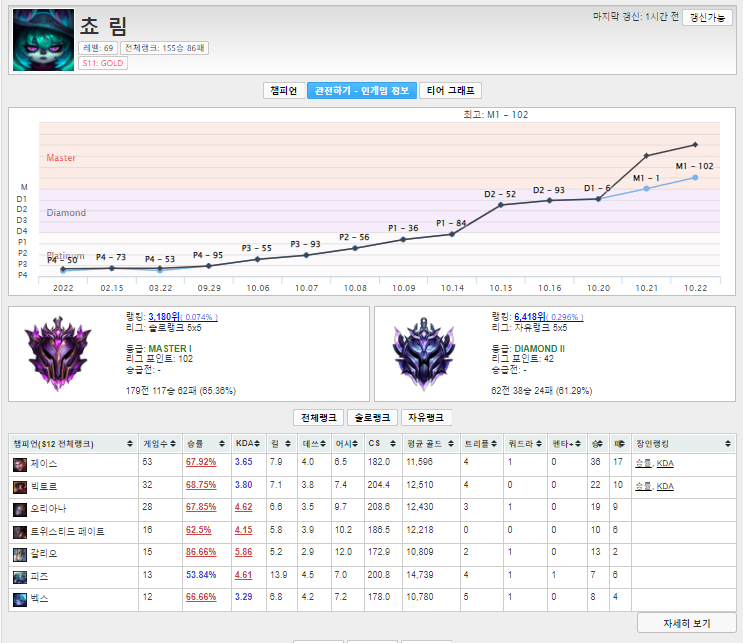 쵸 림
마지막 갱신: 1시간 전 갱신가능
레벨: 69 전체랭크: 155승 86패
S11: GOLD
챔피언 관전하기 - 인게임 정보 티어 그래프
최고: M1 - 102
Master
Diamond
Platinum
M
D1
D2
D3
D4
P1
P2
P3
P4
P4 - 50 P4 - 73 P4 - 53 P4 - 95 P3 - 55 P3 - 93 P2 - 56 P1 - 36 P1 - 84 D2 - 52 D2 - 93 D1 - 6 M1 - 1 M1 - 102
2022 02.15 03.22 09.29 10.06 10.07 10.08 10.09 10.14 10.15 10.16 10.20 10.21 10.22
랭킹: 3,180위( 0.074% )
리그: 솔로랭크 5x5
등급: MASTER I
리그 포인트: 102
승급전: -
179전 117승 62패 (65.36%)
랭킹: 6,418위( 0.296% )
리그: 자유랭크 5x5
등급: DIAMOND II
리그 포인트: 42
승급전: -
62전 38승 24패 (61.29%)
전체랭크 솔로랭크 자유랭크
챔피언(S12 전체랭크) 게임수 승률 KDA 킬 데쓰 어시 CS 평균 골드 트리플 쿼드라 펜타+ 승 패 장인랭킹
제이스 53 67.92% 3.65 7.9 4.0 6.5 182.0 11,596 4 1 0 36 17 승률, KDA
빅토르 32 68.75% 3.80 7.1 3.8 7.4 204.4 12,510 4 0 0 22 10 승률, KDA
오리아나 28 67.85% 4.62 6.6 3.5 9.7 208.6 12,430 3 1 0 19 9
트위스티드 페이트 16 62.5% 4.15 5.8 3.9 10.2 186.5 12,218 0 0 0 10 6
갈리오 15 86.66% 5.86 5.2 2.9 12.0 172.9 10,809 2 1 0 13 2
피즈 13 53.84% 4.61 13.9 4.5 7.0 200.8 14,739 4 1 1 7 6
벡스 12 66.66% 3.29 6.8 4.2 7.2 178.0 10,780 5 1 0 8 4
자세히 보기